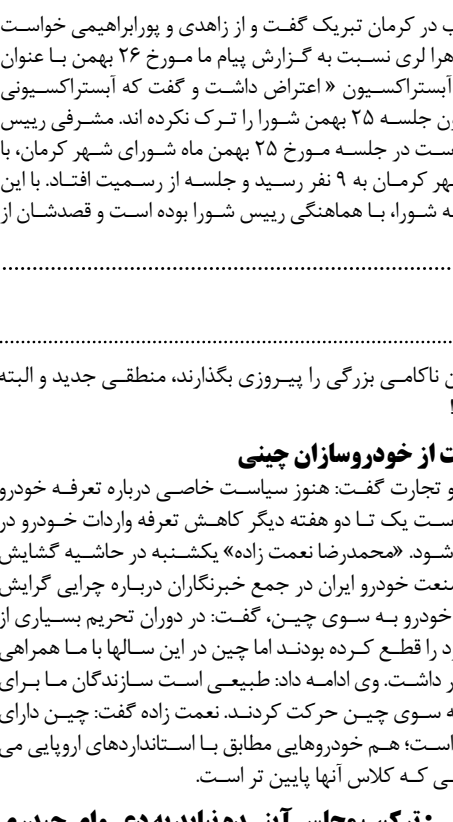 ب در کرمان تبریک گفت و از زاهدی و پورابراهیمی خواست
هرا لری نسبت به گزارش پیام ما مورخ ۲۶ بهمن با عنوان
آبستراکسیون « اعتراض داشت و گفت که آبستراکسیونی
ون جلسه ۲۵ بهمن شورا را ترک نکرده اند. مشرفی رییس
ست در جلسه مورخ ۲۵ بهمن ماه شورای شهر کرمان، با
هر کرمان به ۹ نفر رسید و جلسه از رسمیت افتاد. با این
ه شورا، با هماهنگی رییس شورا بوده است و قصدشان از
ن ناکامی بزرگی را پیروزی بگذارند، منطقی جدید و البته
!
ت از خودروسازان چینی
و تجارت گفت: هنوز سیاست خاصی درباره تعرفه خودرو
ست یک تا دو هفته دیگر کاهش تعرفه واردات خودرو در
شود. «محمدرضا نعمت زاده» یکشنبه در حاشیه گشایش
صنعت خودرو ایران در جمع خبرنگاران درباره چرایی گرایش
خودرو به سوی چین، گفت: در دوران تحریم بسیاری از
ود را قطع کرده بودند اما چین در این سالها با ما همراهی
ر داشت. وی ادامه داد: طبیعی است سازندگان ما برای
ه سوی چین حرکت کردند. نعمت زاده گفت: چین دارای
است؛ هم خودروهایی مطابق با استانداردهای اروپایی می
ی که کلاس آنها پایین تر است.